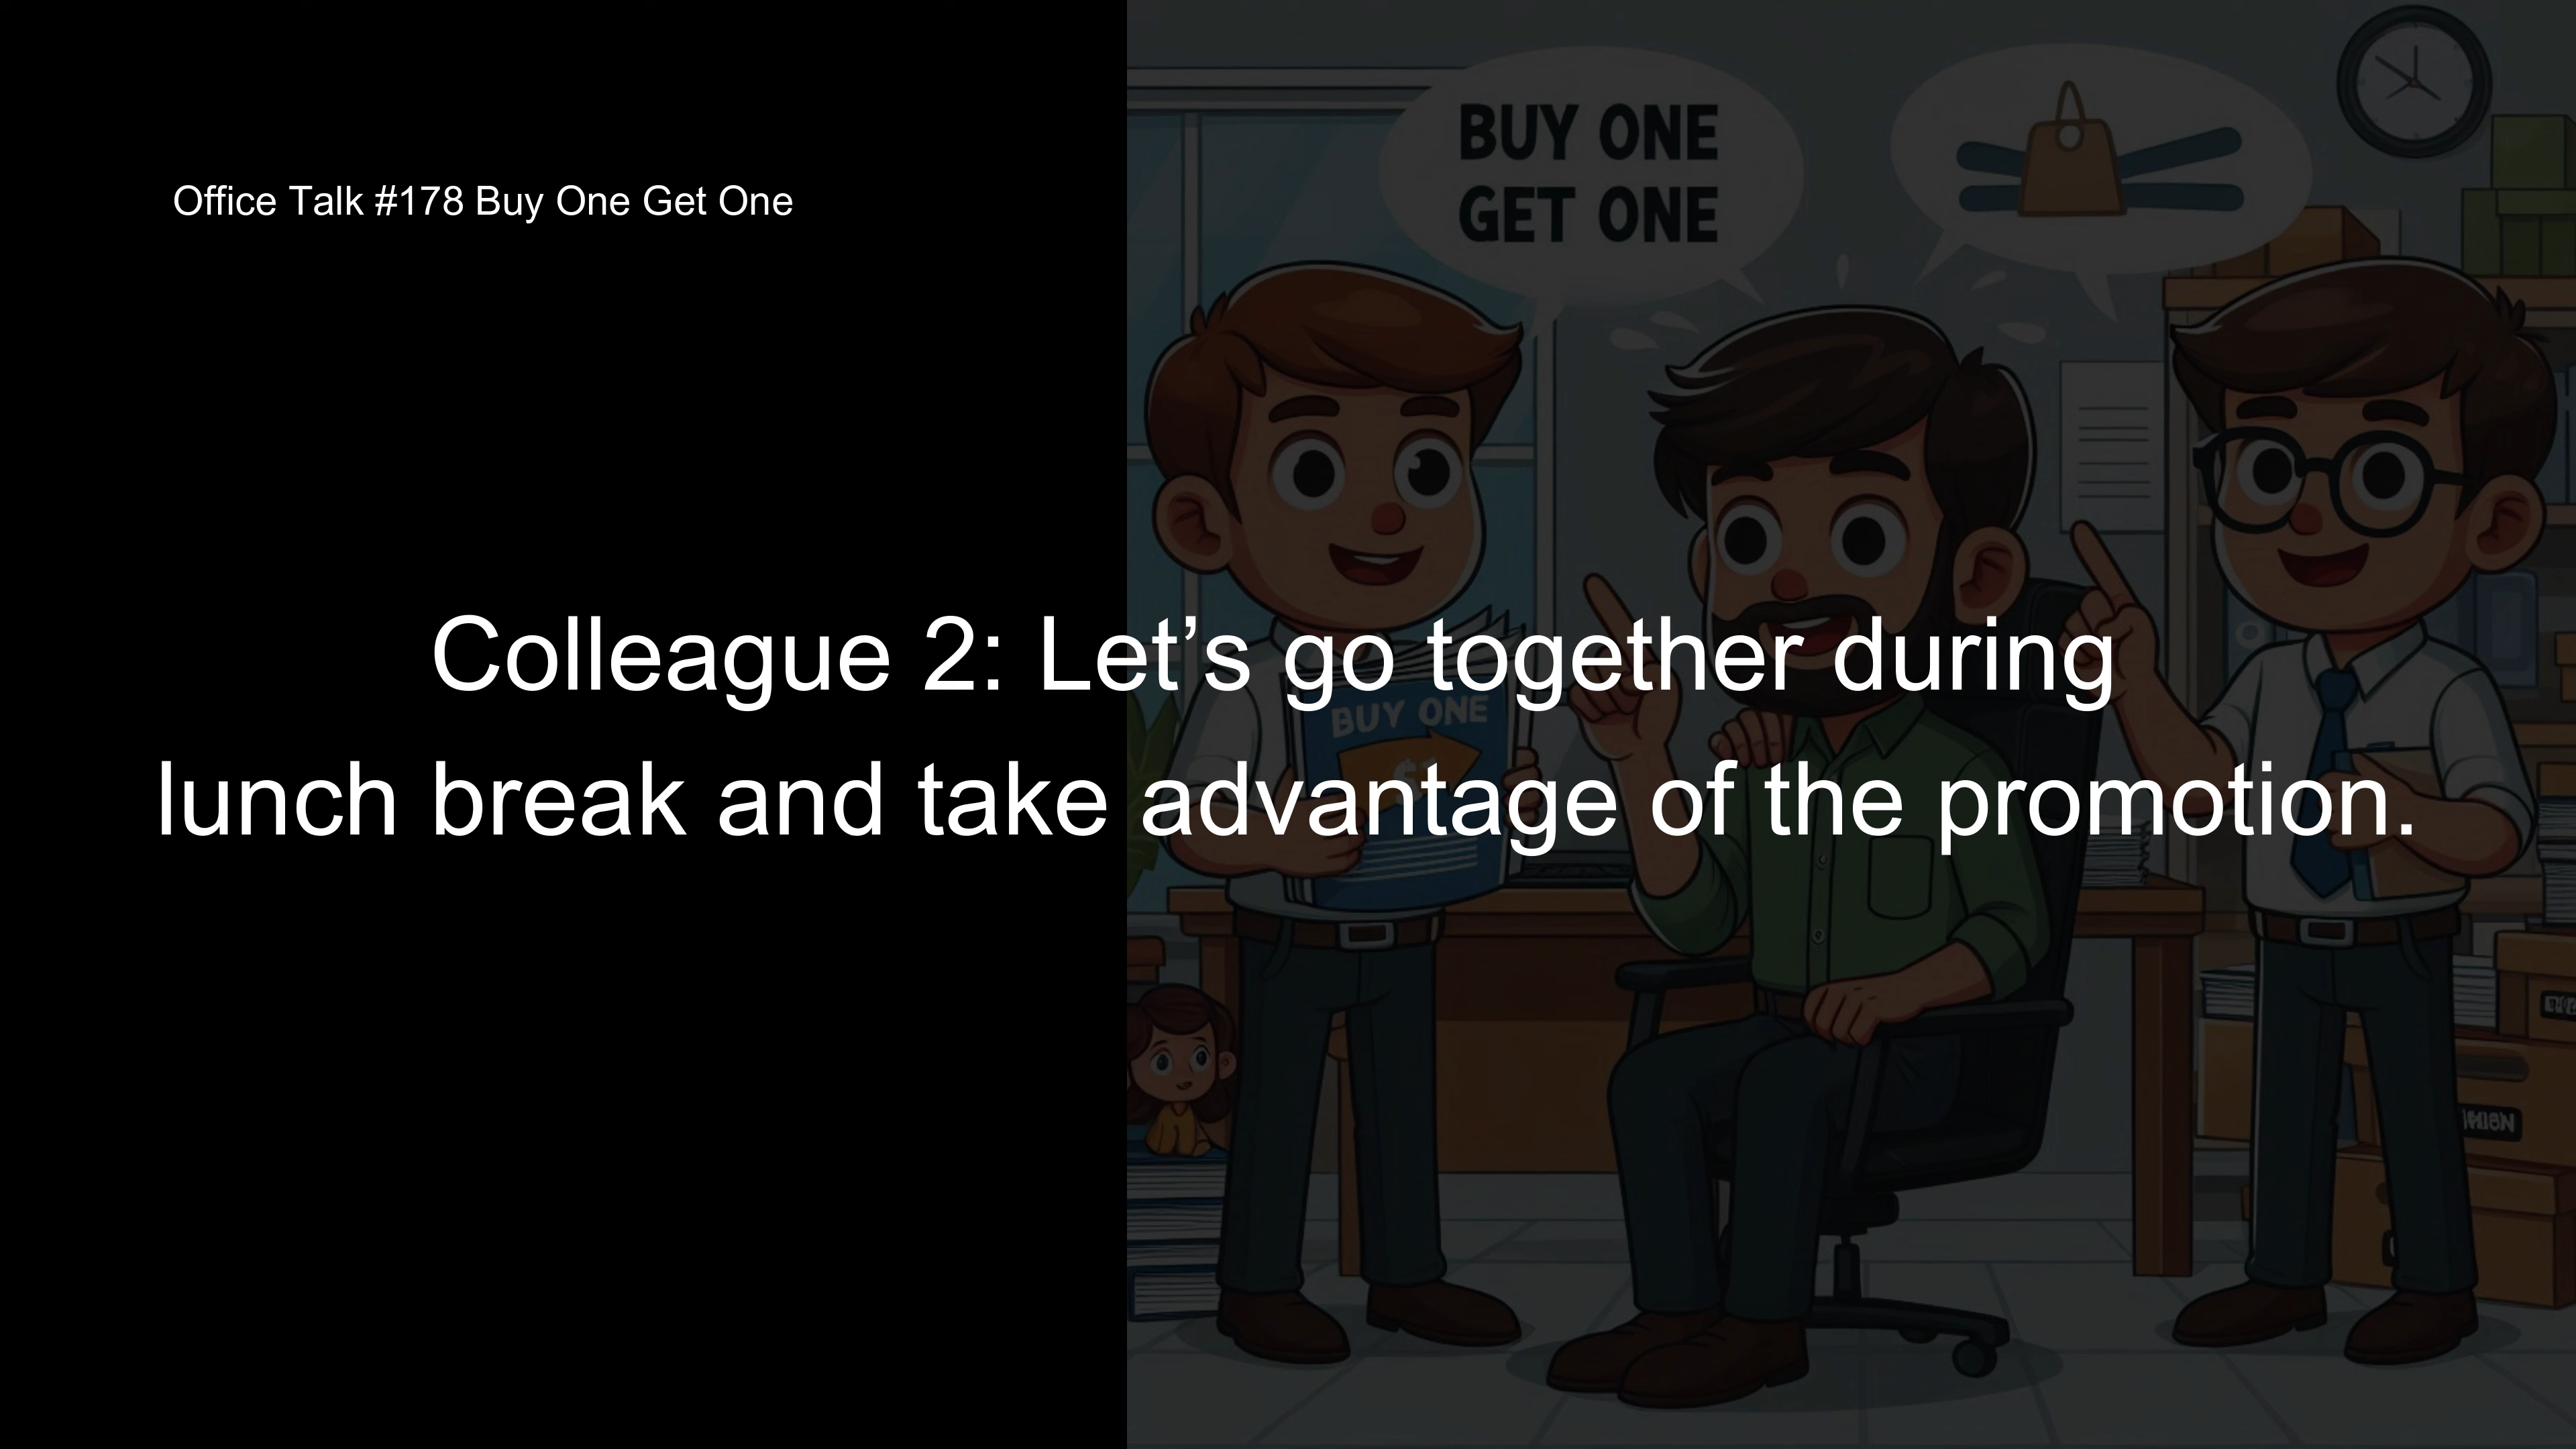 Office Talk #178 Buy One Get One
BUY ONE
GET ONE
Colleague 2: Let’s go together during
lunch break and take advantage of the promotion.
BUY ONE